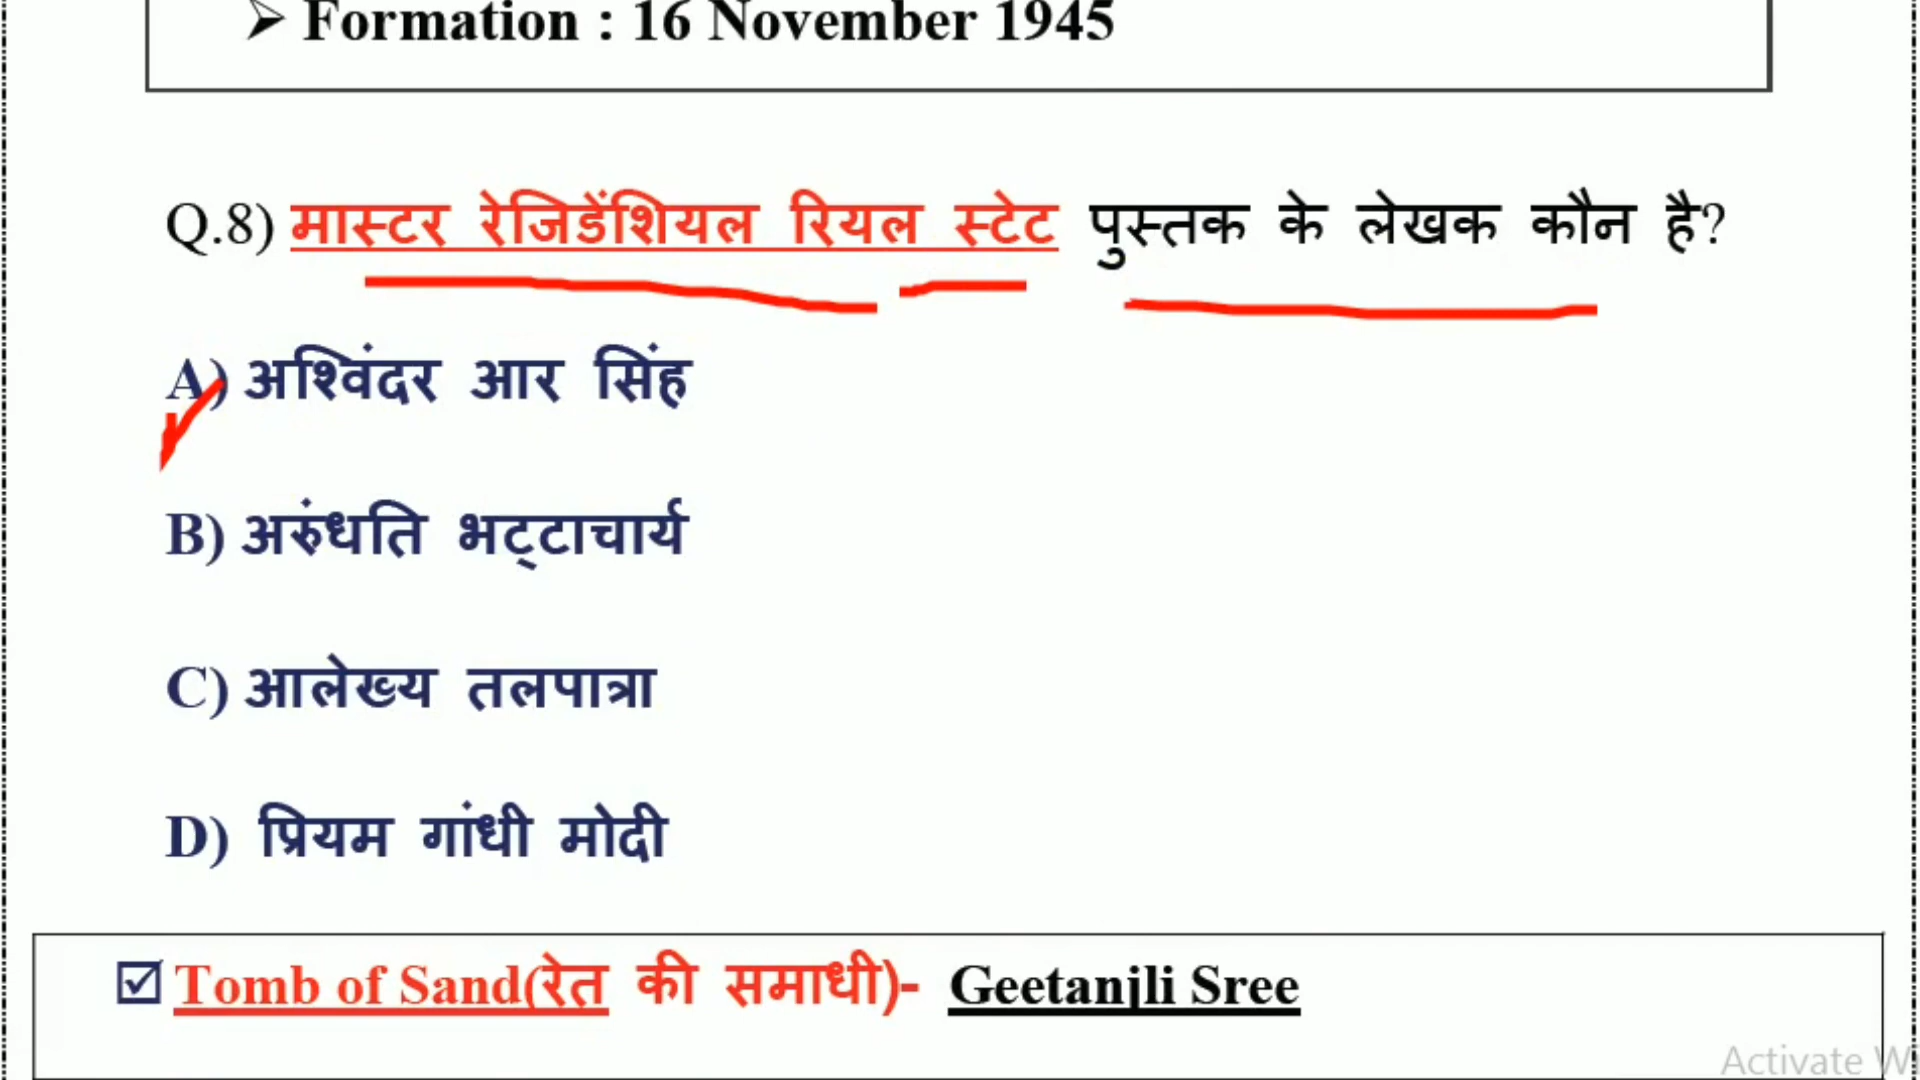 ➢ Formation : 16 November 1945
Q.8) मास्टर रेजिडेंशियल रियल स्टेट पुस्तक के लेखक कौन है?
A) अश्विंदर आर सिंह
B) अरुंधति भट्टाचार्य
C) आलेख्य तलपात्रा
D) प्रियम गांधी मोदी
☑ Tomb of Sand(रेत की समाधी)- Geetanjli Sree
Activate Wi